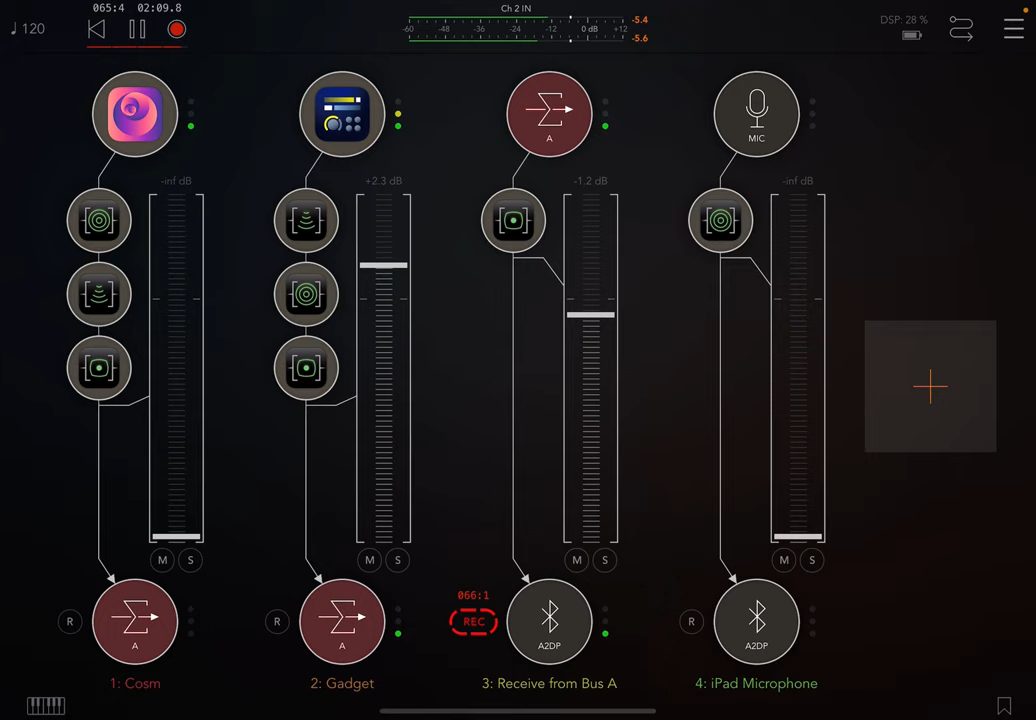 065:4 02:09.8
♩ 120
Ch 2 IN
-60 -48 -36 -24 -12 0 dB +12
-5.4
-5.6
DSP: 28 %
A
MIC
-inf dB
+2.3 dB
-1.2 dB
-inf dB
M S
M S
M S
M S
066:1
R
A
R
A
REC
A2DP
R
A2DP
1: Cosm
2: Gadget
3: Receive from Bus A
4: iPad Microphone